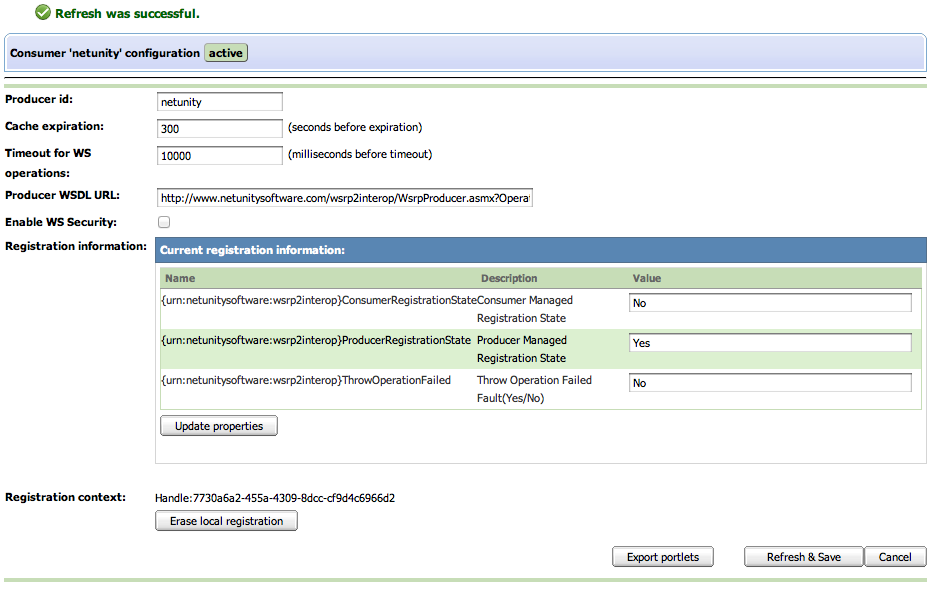 Refresh was successful.
Consumer 'netunity' configuration active
Producer id: netunity
Cache expiration: 300 (seconds before expiration)
Timeout for WS operations: 10000 (milliseconds before timeout)
Producer WSDL URL: http://www.netunitysoftware.com/wsrp2interop/WsrpProducer.asmx?Opera
Enable WS Security:
Registration information:
Current registration information:
Name Description Value
{urn:netunitysoftware:wsrp2interop}ConsumerRegistrationState Consumer Managed Registration State No
{urn:netunitysoftware:wsrp2interop}ProducerRegistrationState Producer Managed Registration State Yes
{urn:netunitysoftware:wsrp2interop}ThrowOperationFailed Throw Operation Failed Fault(Yes/No) No
Update properties
Registration context: Handle:7730a6a2-455a-4309-8dcc-cf9d4c6966d2
Erase local registration
Export portlets Refresh & Save Cancel